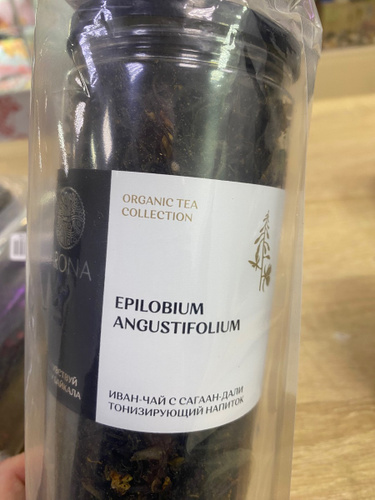 ORGANIC TEA
COLLECTION
EPILOBIUM
ANGUSTIFOLIUM
ИВАН-ЧАЙ С САГААН-ДАЛИ
ТОНИЗИРУЮЩИЙ НАПИТОК